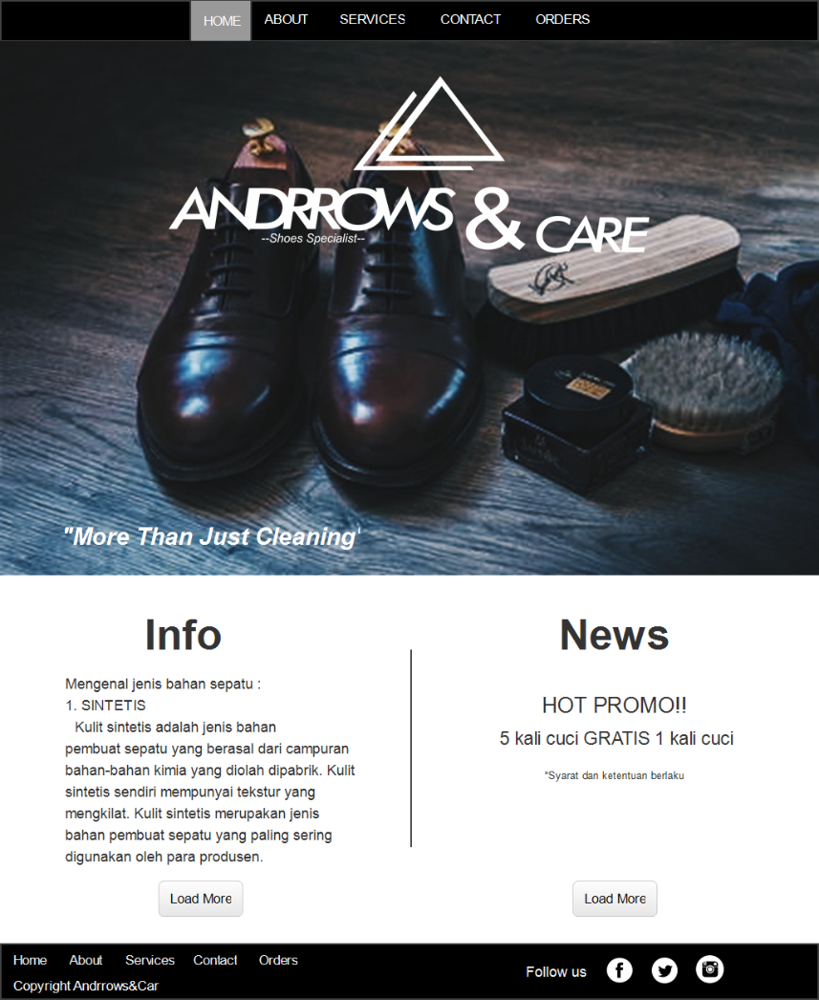 HOME ABOUT SERVICES CONTACT ORDERS
ANDRROWS & CARE
--Shoes Specialist--
"More Than Just Cleaning'
Info
Mengenal jenis bahan sepatu :
1. SINTETIS
Kulit sintetis adalah jenis bahan
pembuat sepatu yang berasal dari campuran
bahan-bahan kimia yang diolah dipabrik. Kulit
sintetis sendiri mempunyai tekstur yang
mengkilat. Kulit sintetis merupakan jenis
bahan pembuat sepatu yang paling sering
digunakan oleh para produsen.
Load More
News
HOT PROMO!!
5 kali cuci GRATIS 1 kali cuci
*Syarat dan ketentuan berlaku
Load More
Home About Services Contact Orders
Copyright Andrrows&Car
Follow us